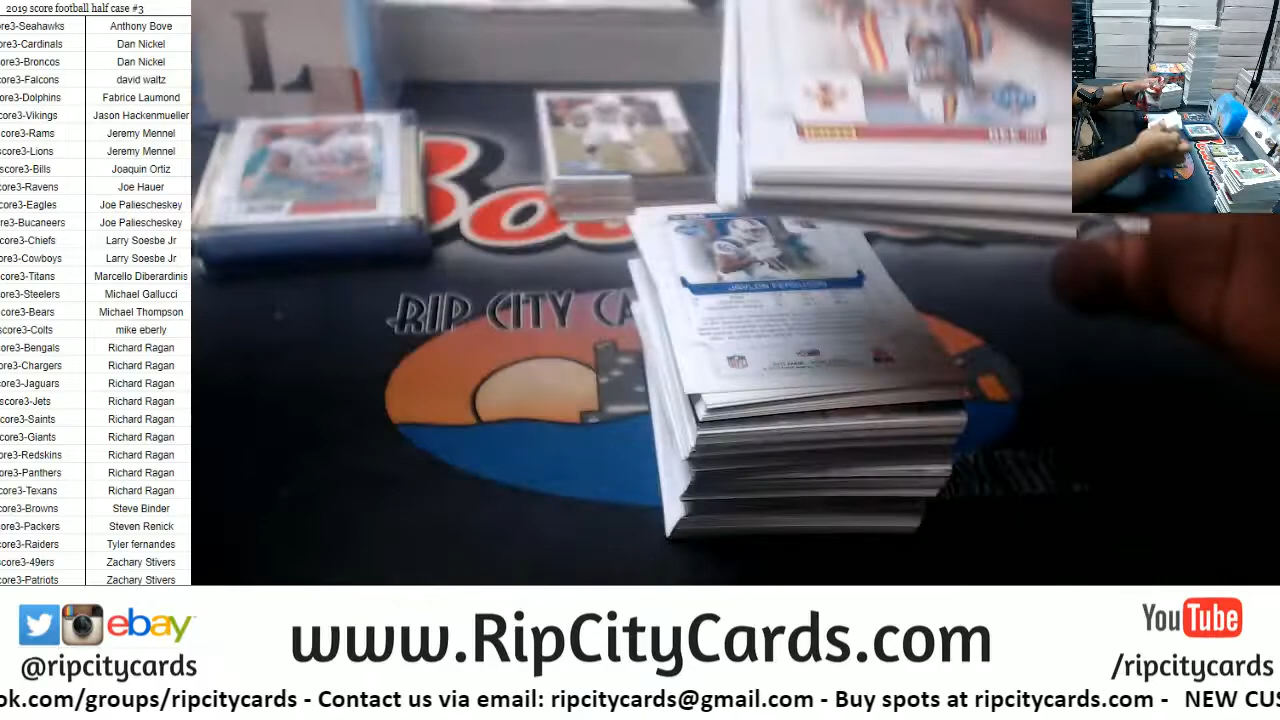 2019 score football half case #3
ore3-Seahawks Anthony Bove
ore3-Cardinals Dan Nickel
ore3-Broncos Dan Nickel
ore3-Falcons david waltz
ore3-Dolphins Fabrice Laumond
ore3-Vikings Jason Hackenmueller
ore3-Rams Jeremy Mennel
ore3-Lions Jeremy Mennel
score3-Bills Joaquin Ortiz
ore3-Ravens Joe Hauer
ore3-Eagles Joe Paliescheskey
ore3-Bucaneers Joe Paliescheskey
ore3-Chiefs Larry Soesbe Jr
ore3-Cowboys Larry Soesbe Jr
score3-Titans Marcello Diberardinis
ore3-Steelers Michael Gallucci
ore3-Bears Michael Thompson
score3-Colts mike eberly
ore3-Bengals Richard Ragan
ore3-Chargers Richard Ragan
ore3-Jaguars Richard Ragan
score3-Jets Richard Ragan
ore3-Saints Richard Ragan
ore3-Giants Richard Ragan
ore3-Redskins Richard Ragan
ore3-Panthers Richard Ragan
ore3-Texans Richard Ragan
ore3-Browns Steve Binder
ore3-Packers Steven Renick
ore3-Raiders Tyler fernandes
score3-49ers Zachary Stivers
ore3-Patriots Zachary Stivers
L
RIP CITY CA
JAYLON FERGUSON
ebay
@ripcitycards
www.RipCityCards.com
YouTube
/ripcitycards
ok.com/groups/ripcitycards - Contact us via email: ripcitycards@gmail.com - Buy spots at ripcitycards.com - NEW CUS